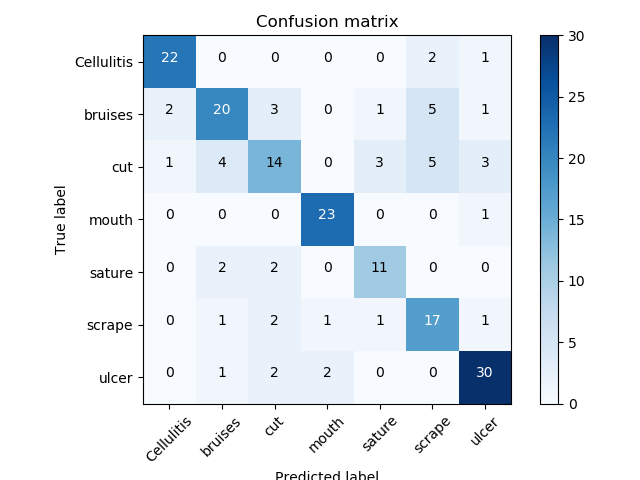 Confusion matrix
Cellulitis 22 0 0 0 0 2 1
bruises 2 20 3 0 1 5 1
cut 1 4 14 0 3 5 3
mouth 0 0 0 23 0 0 1
sature 0 2 2 0 11 0 0
scrape 0 1 2 1 1 17 1
ulcer 0 1 2 2 0 0 30
Cellulitis bruises cut mouth sature scrape ulcer
Predicted label
True label
30
25
20
15
10
5
0